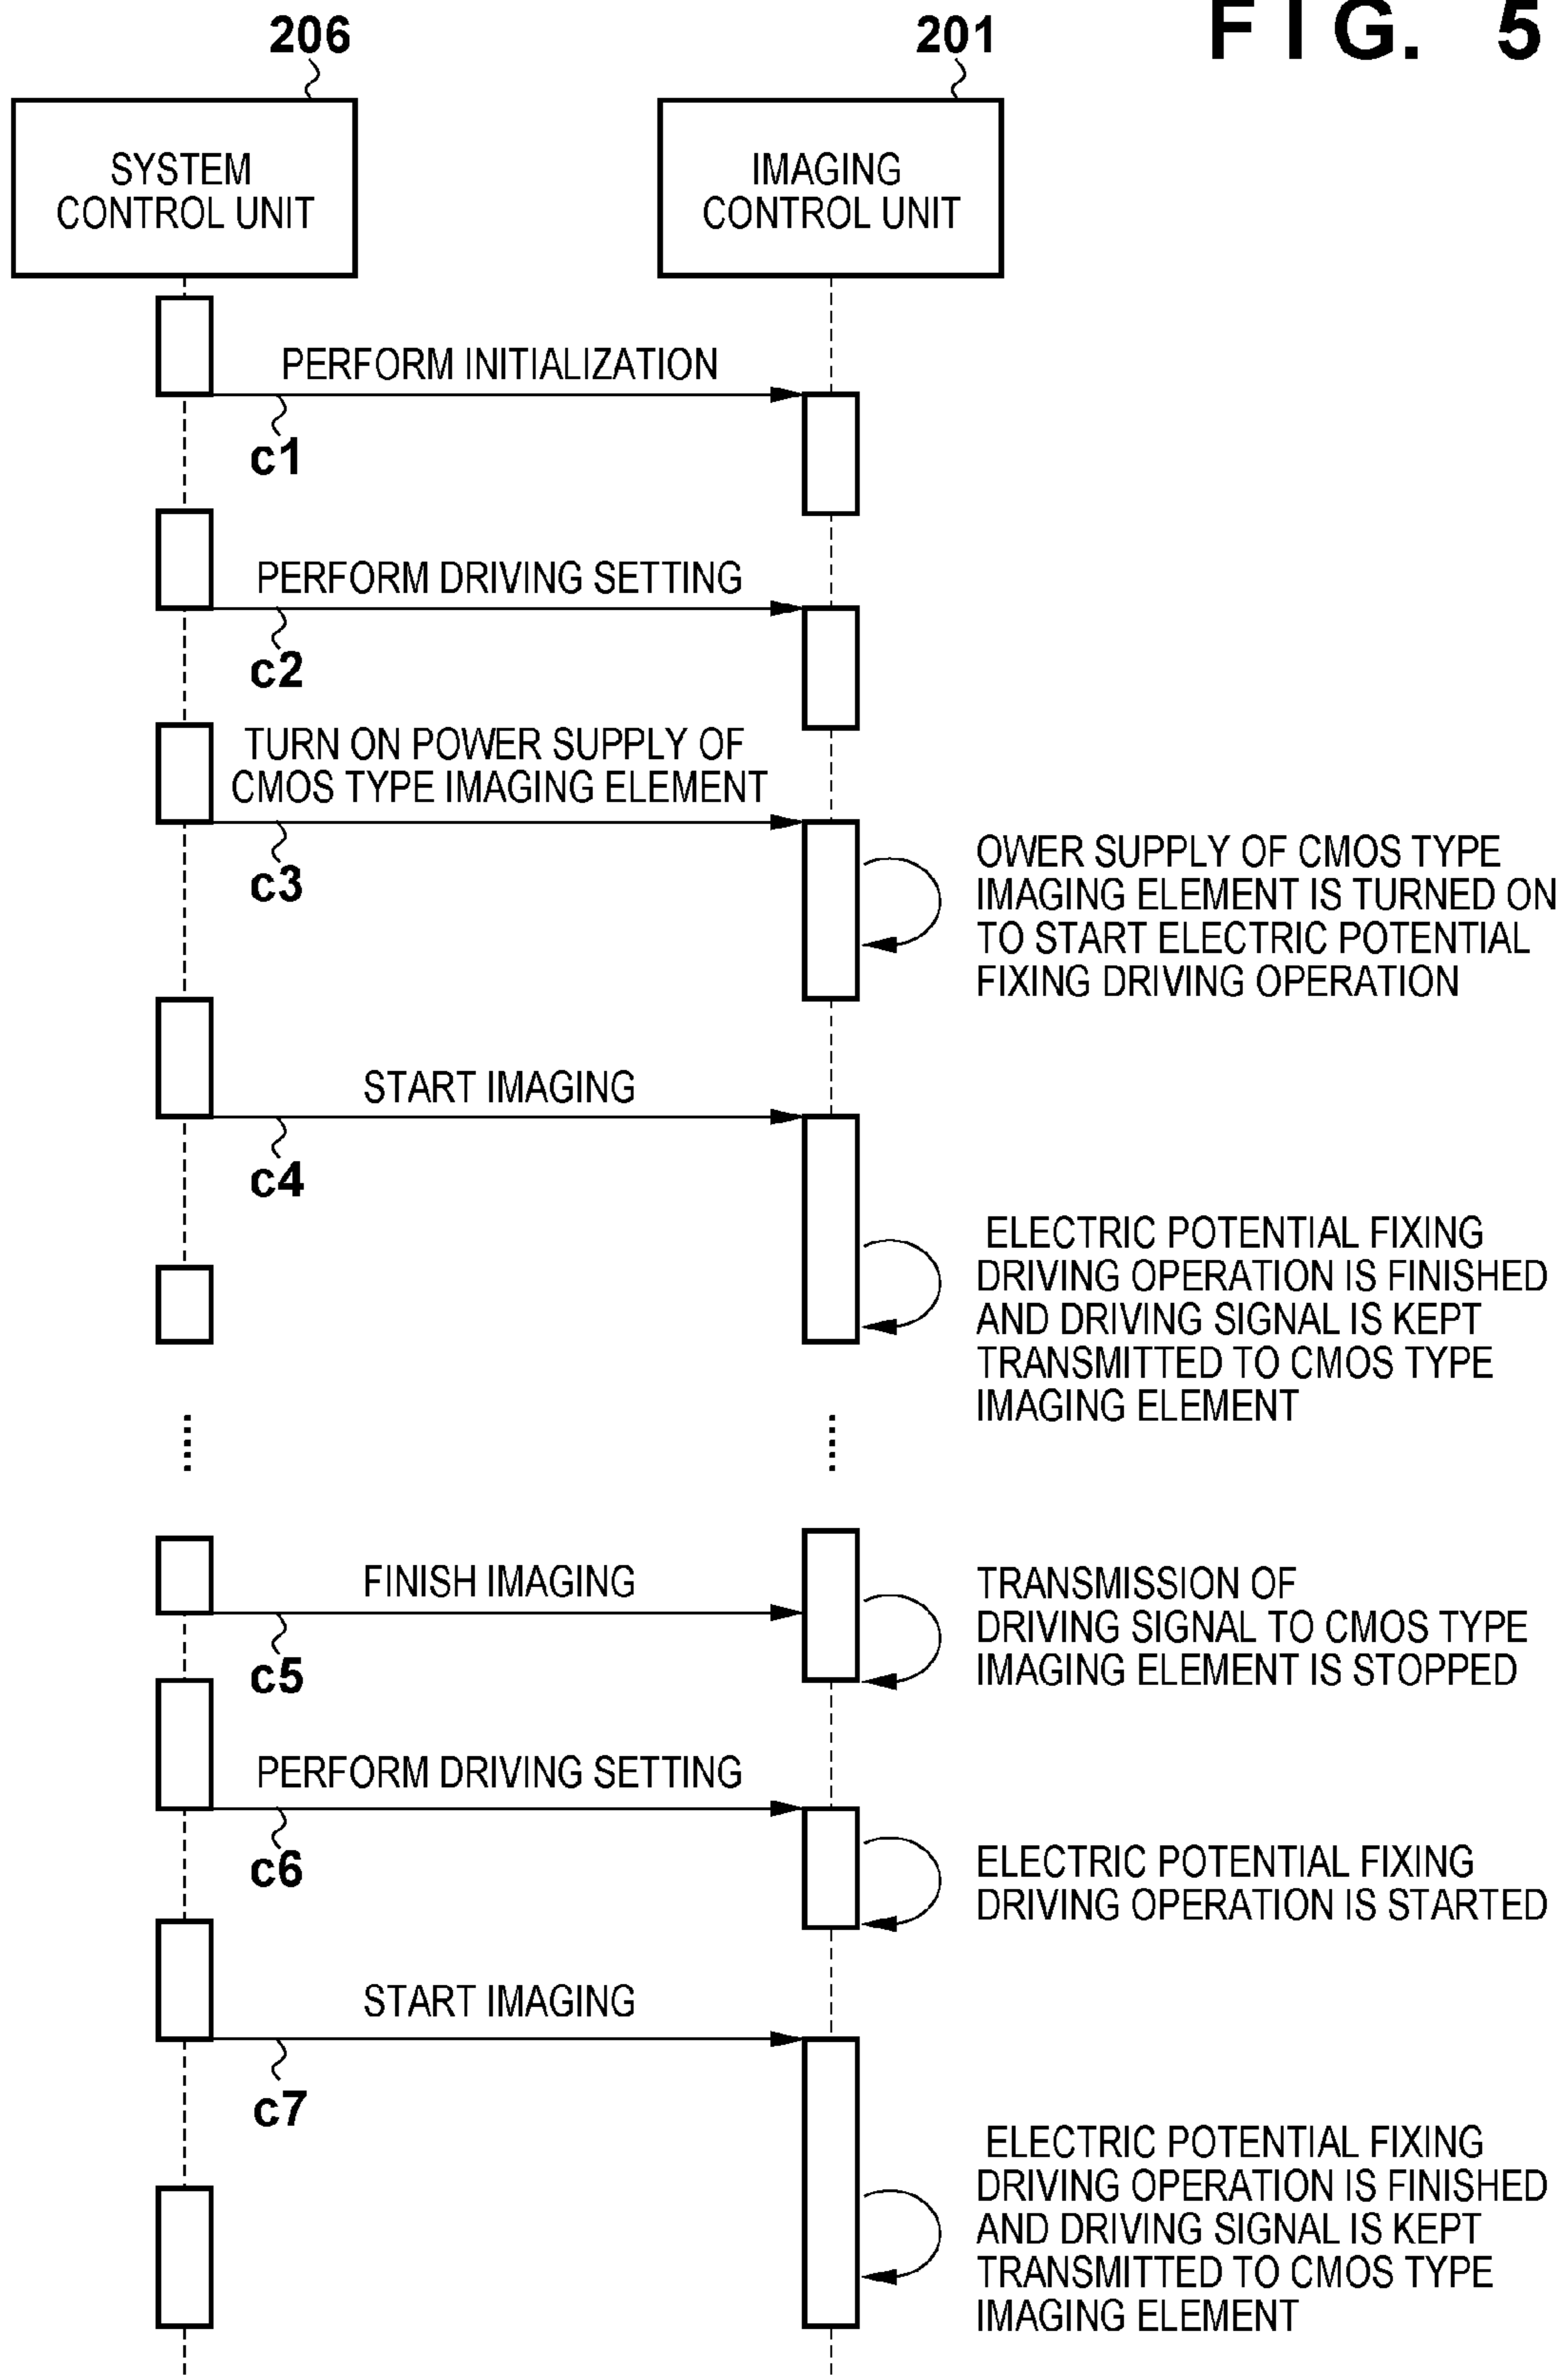 FIG. 5
206
201
SYSTEM
CONTROL UNIT
IMAGING
CONTROL UNIT
PERFORM INITIALIZATION
c1
PERFORM DRIVING SETTING
c2
TURN ON POWER SUPPLY OF
CMOS TYPE IMAGING ELEMENT
c3
OWER SUPPLY OF CMOS TYPE
IMAGING ELEMENT IS TURNED ON
TO START ELECTRIC POTENTIAL
FIXING DRIVING OPERATION
START IMAGING
c4
ELECTRIC POTENTIAL FIXING
DRIVING OPERATION IS FINISHED
AND DRIVING SIGNAL IS KEPT
TRANSMITTED TO CMOS TYPE
IMAGING ELEMENT
FINISH IMAGING
c5
TRANSMISSION OF
DRIVING SIGNAL TO CMOS TYPE
IMAGING ELEMENT IS STOPPED
PERFORM DRIVING SETTING
c6
ELECTRIC POTENTIAL FIXING
DRIVING OPERATION IS STARTED
START IMAGING
c7
ELECTRIC POTENTIAL FIXING
DRIVING OPERATION IS FINISHED
AND DRIVING SIGNAL IS KEPT
TRANSMITTED TO CMOS TYPE
IMAGING ELEMENT